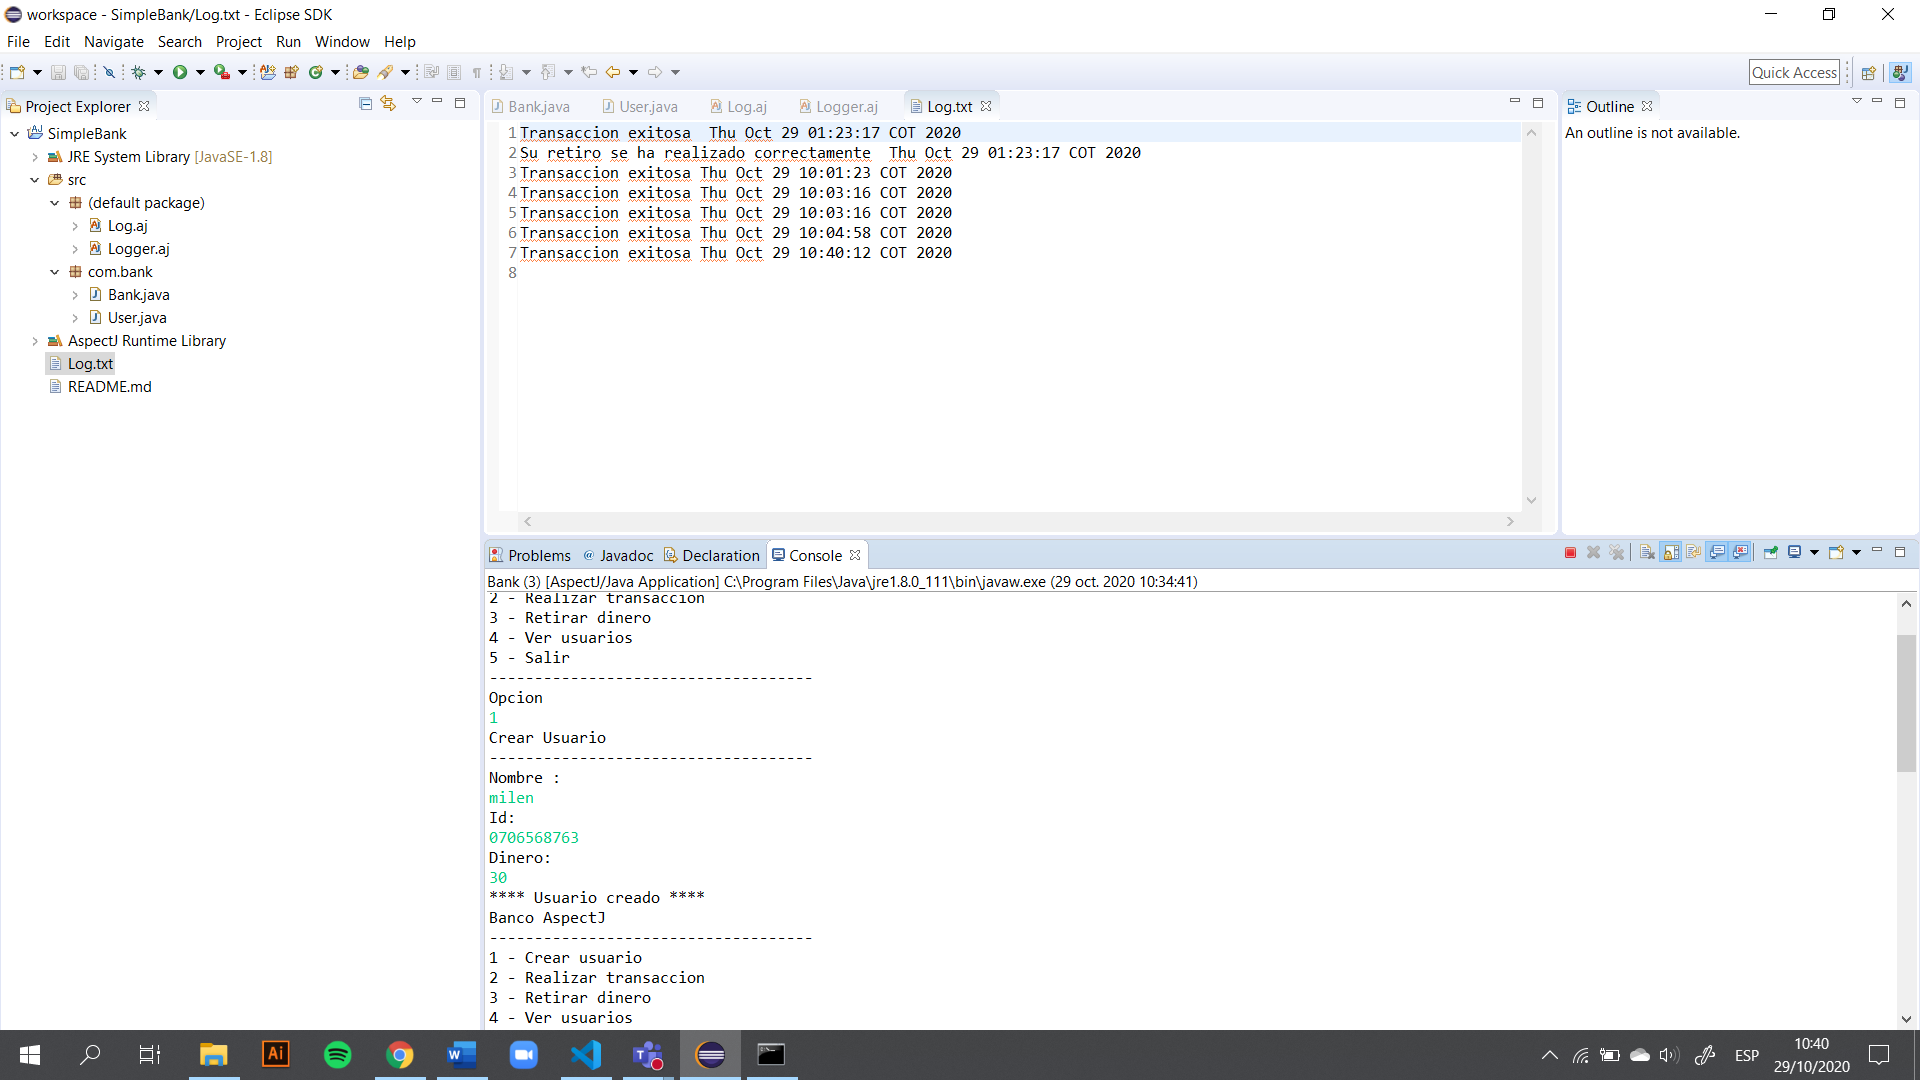 workspace - SimpleBank/Log.txt - Eclipse SDK
File Edit Navigate Search Project Run Window Help
Quick Access
Project Explorer
SimpleBank
JRE System Library [JavaSE-1.8]
src
(default package)
Log.aj
Logger.aj
com.bank
Bank.java
User.java
AspectJ Runtime Library
Log.txt
README.md
Bank.java User.java Log.aj Logger.aj Log.txt
1 Transaccion exitosa  Thu Oct 29 01:23:17 COT 2020
2 Su retiro se ha realizado correctamente  Thu Oct 29 01:23:17 COT 2020
3 Transaccion exitosa Thu Oct 29 10:01:23 COT 2020
4 Transaccion exitosa Thu Oct 29 10:03:16 COT 2020
5 Transaccion exitosa Thu Oct 29 10:03:16 COT 2020
6 Transaccion exitosa Thu Oct 29 10:04:58 COT 2020
7 Transaccion exitosa Thu Oct 29 10:40:12 COT 2020
8
Outline
An outline is not available.
Problems @ Javadoc Declaration Console
Bank (3) [AspectJ/Java Application] C:\Program Files\Java\jre1.8.0_111\bin\javaw.exe (29 oct. 2020 10:34:41)
2 - Realizar transaccion
3 - Retirar dinero
4 - Ver usuarios
5 - Salir
------------------------------------
Opcion
1
Crear Usuario
------------------------------------
Nombre :
milen
Id:
0706568763
Dinero:
30
**** Usuario creado ****
Banco AspectJ
------------------------------------
1 - Crear usuario
2 - Realizar transaccion
3 - Retirar dinero
4 - Ver usuarios
Ai
ESP
10:40
29/10/2020